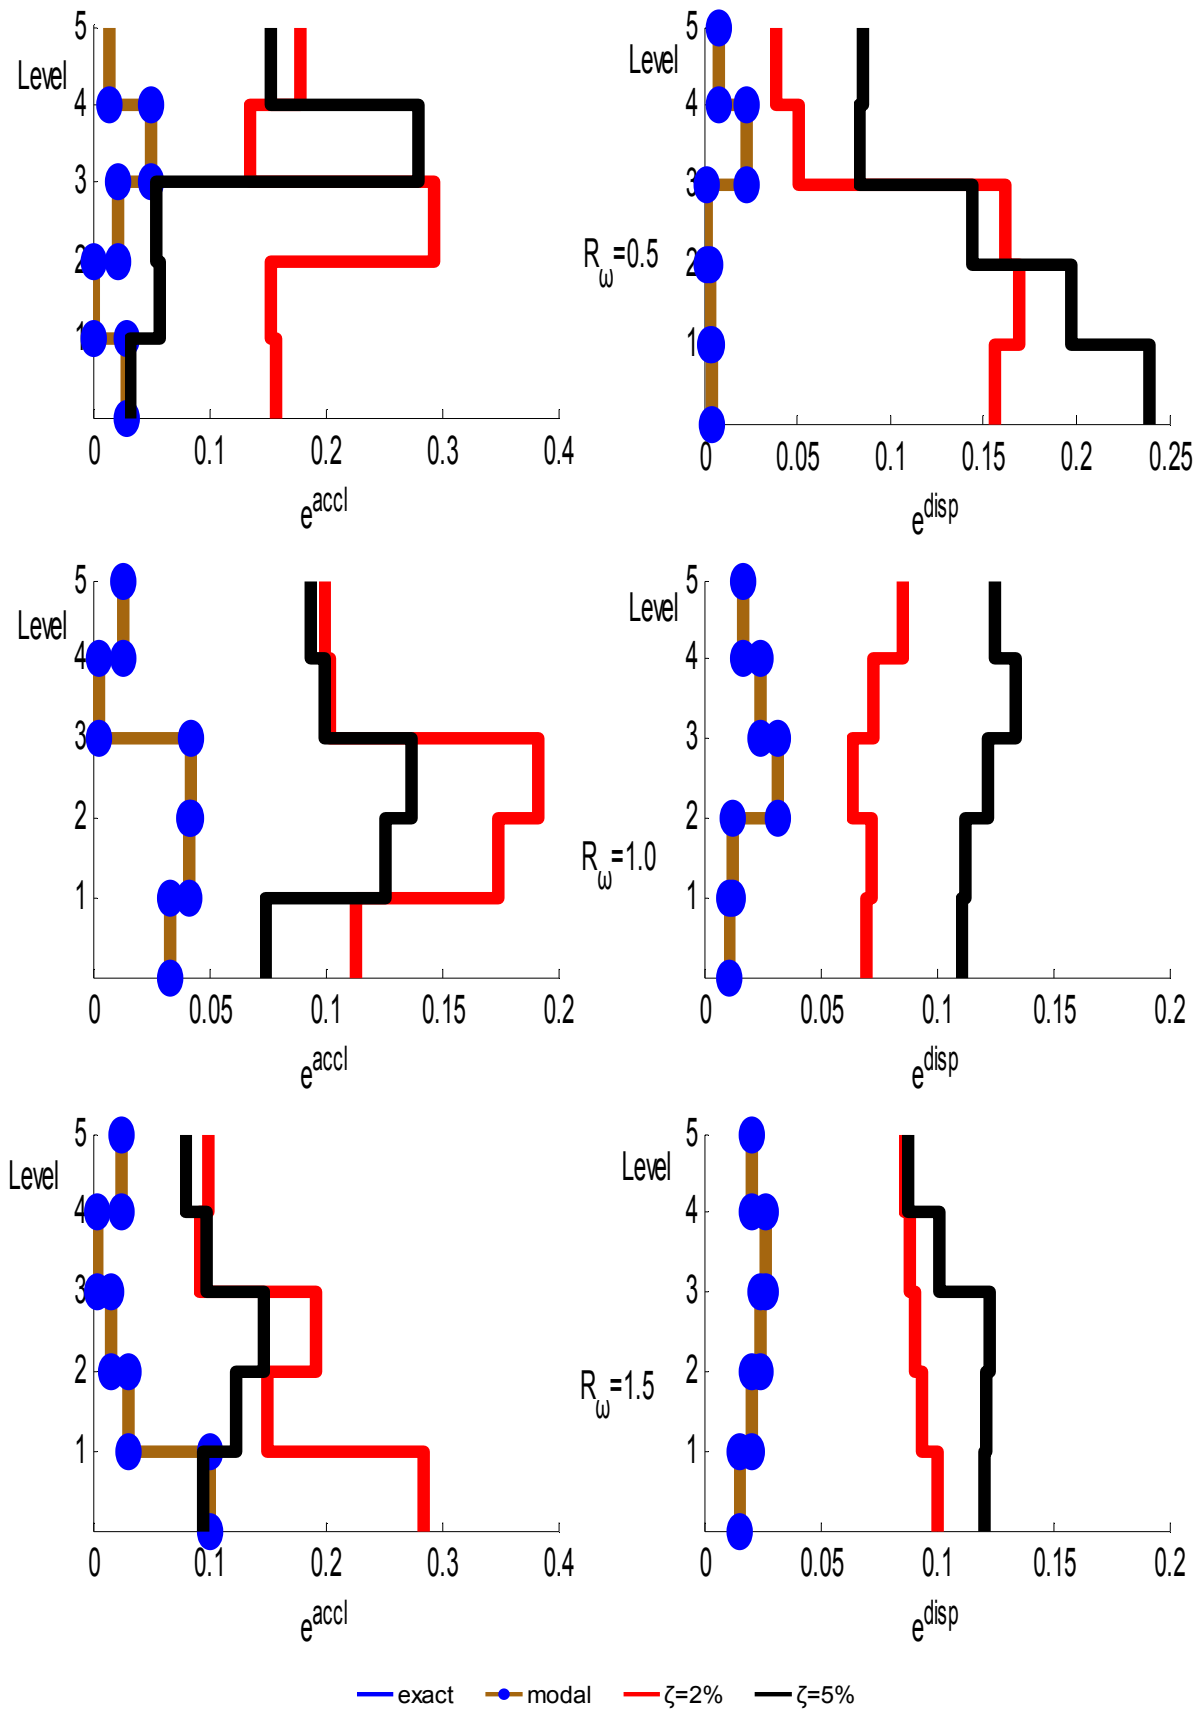 5 5
Level Level
4 4
3 3
2 R_ω=0.5 2
1 1
0 0.1 0.2 0.3 0.4 0 0.05 0.1 0.15 0.2 0.25
e^accl e^disp
5 5
Level Level
4 4
3 3
2 2
R_ω=1.0
1 1
0 0.05 0.1 0.15 0.2 0 0.05 0.1 0.15 0.2
e^accl e^disp
5 5
Level Level
4 4
3 3
2 R_ω=1.5 2
1 1
0 0.1 0.2 0.3 0.4 0 0.05 0.1 0.15 0.2
e^accl e^disp
exact modal ζ=2% ζ=5%